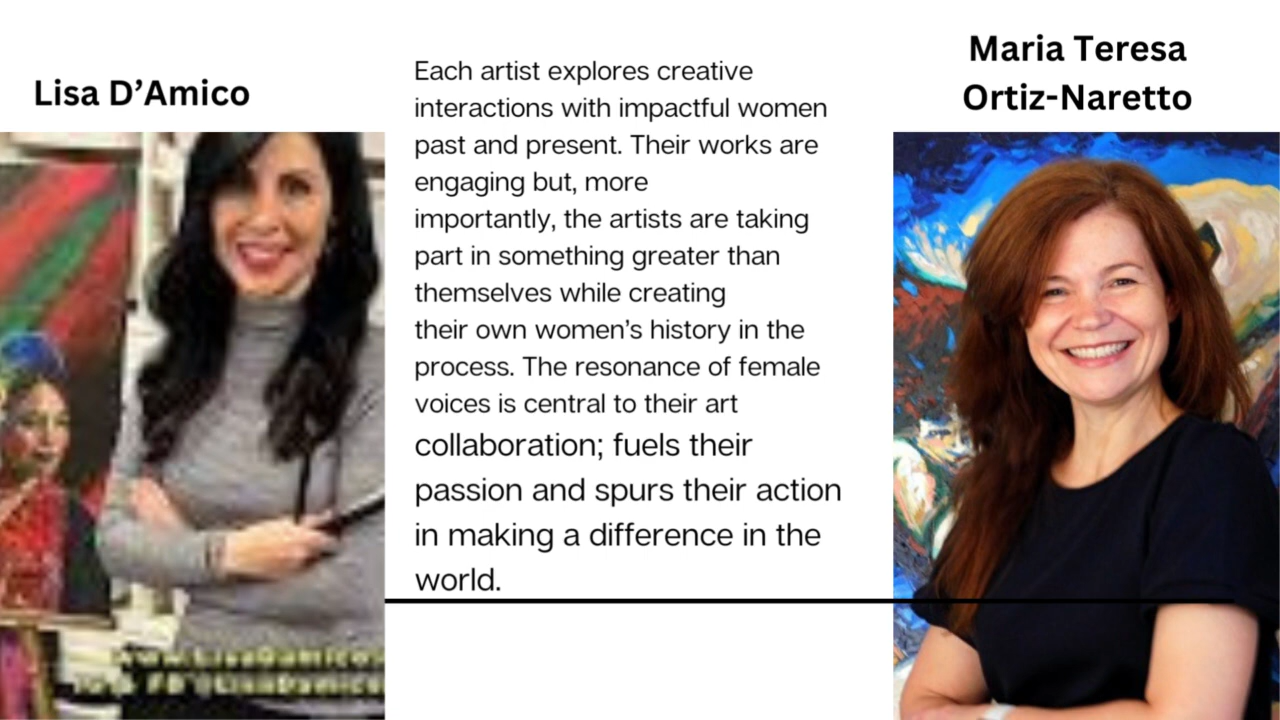 Lisa D’Amico
Each artist explores creative
interactions with impactful women
past and present. Their works are
engaging but, more
importantly, the artists are taking
part in something greater than
themselves while creating
their own women’s history in the
process. The resonance of female
voices is central to their art
collaboration; fuels their
passion and spurs their action
in making a difference in the
world.
Maria Teresa
Ortiz-Naretto